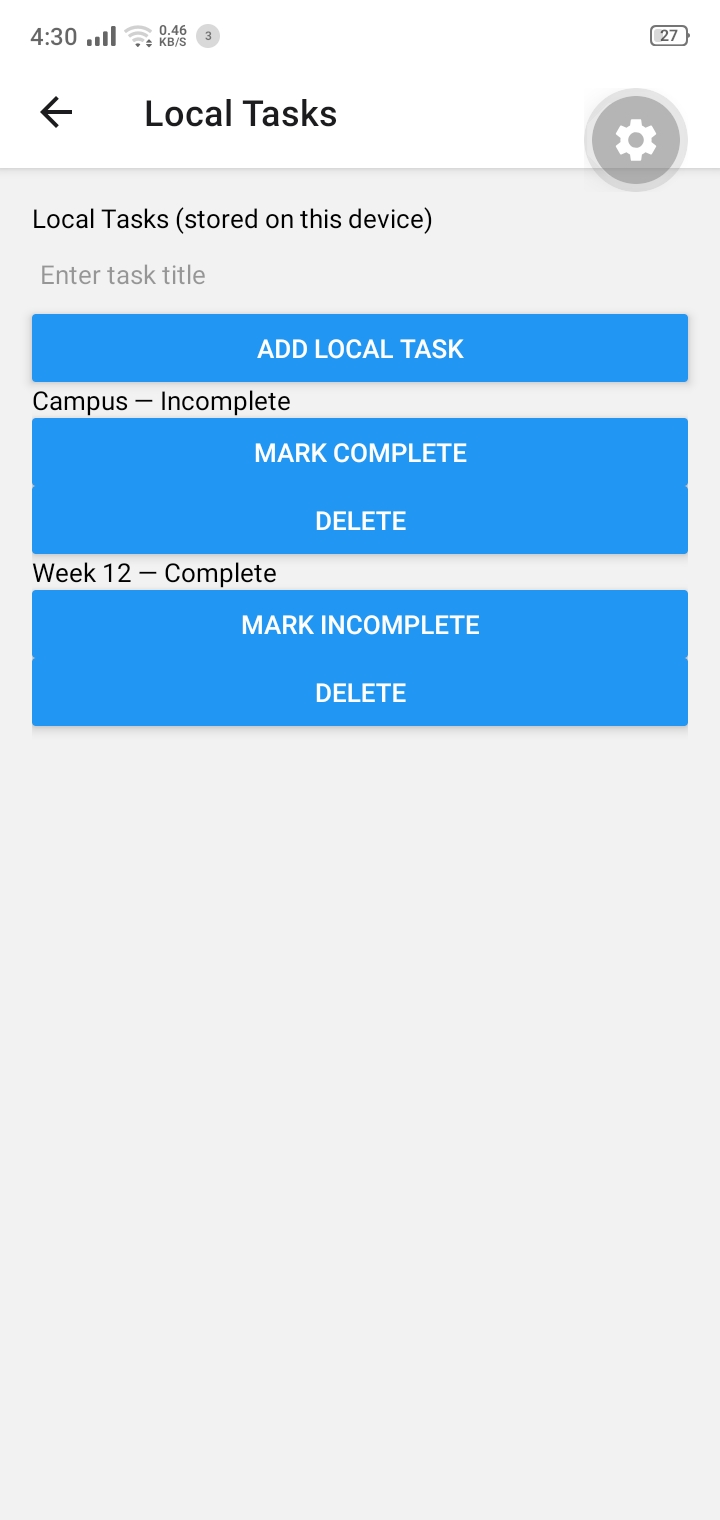 4:30 0.46 KB/S 3 27
Local Tasks
Local Tasks (stored on this device)
Enter task title
ADD LOCAL TASK
Campus — Incomplete
MARK COMPLETE
DELETE
Week 12 — Complete
MARK INCOMPLETE
DELETE